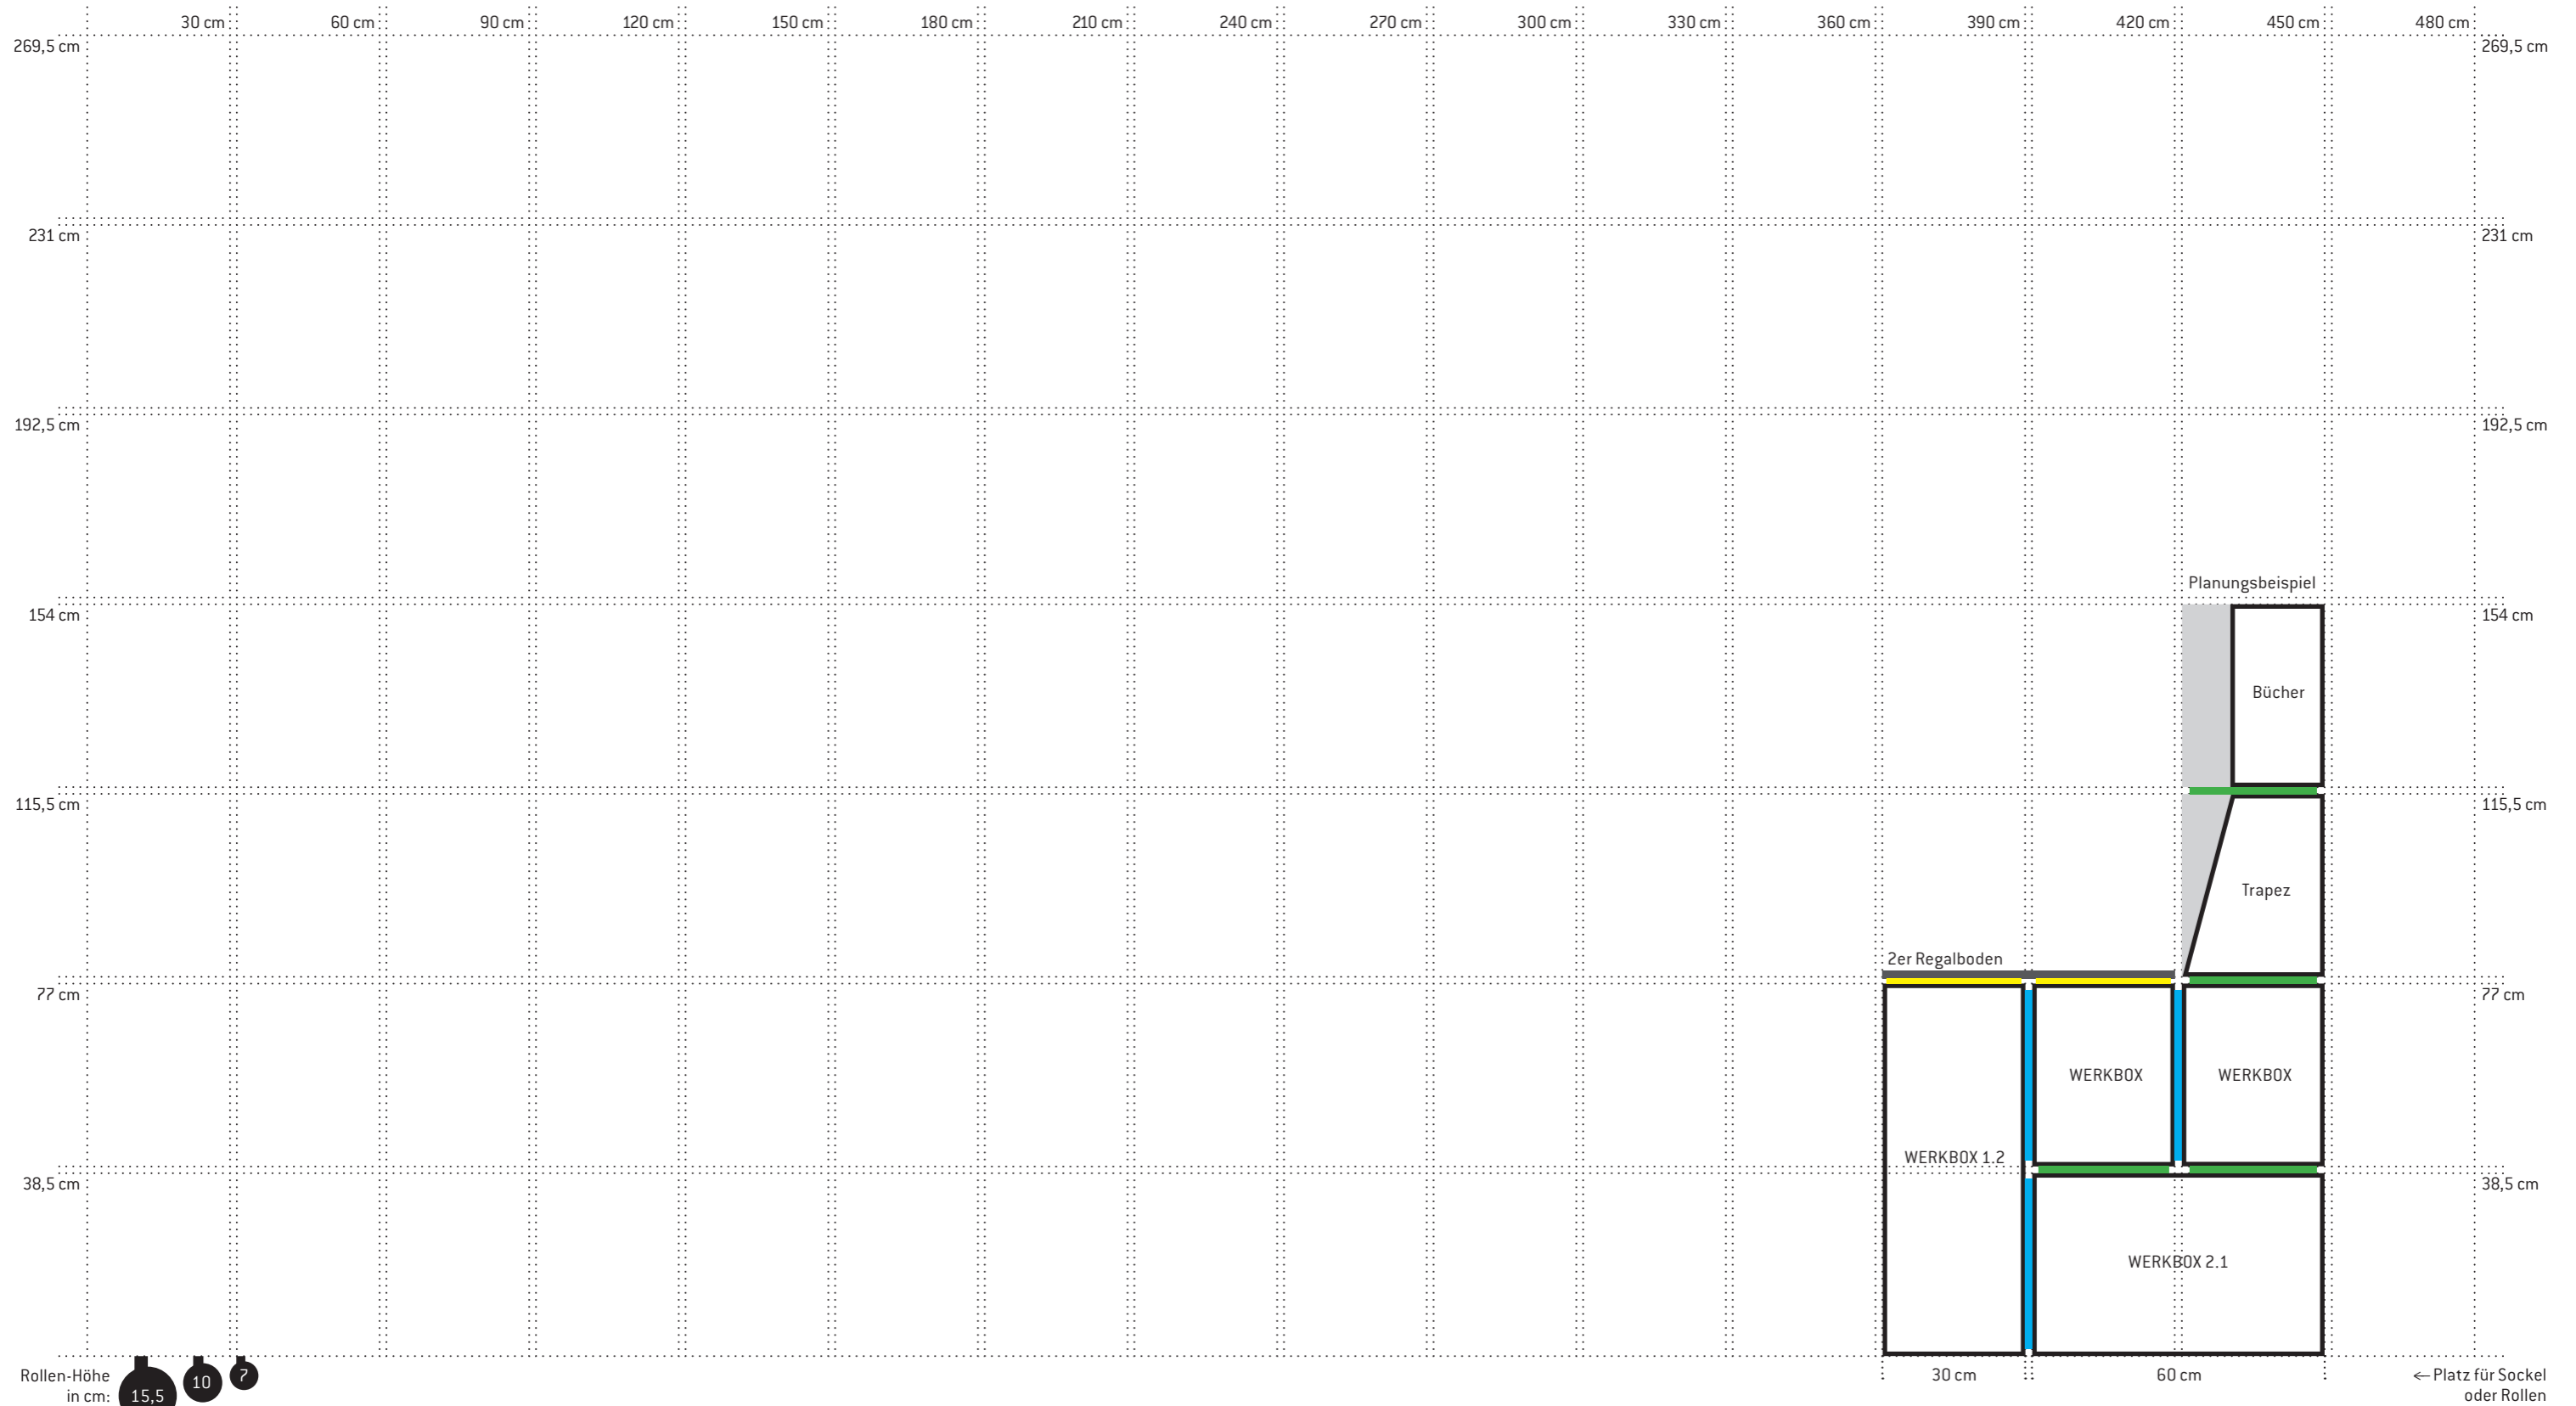 30 cm 60 cm 90 cm 120 cm 150 cm 180 cm 210 cm 240 cm 270 cm 300 cm 330 cm 360 cm 390 cm 420 cm 450 cm 480 cm
269,5 cm 269,5 cm
231 cm 231 cm
192,5 cm 192,5 cm
Planungsbeispiel
154 cm 154 cm
Bücher
115,5 cm 115,5 cm
Trapez
2er Regalboden
77 cm 77 cm
WERKBOX WERKBOX
WERKBOX 1.2
38,5 cm 38,5 cm
WERKBOX 2.1
Rollen-Höhe
in cm:
15,5 10 7
30 cm 60 cm
← Platz für Sockel
oder Rollen